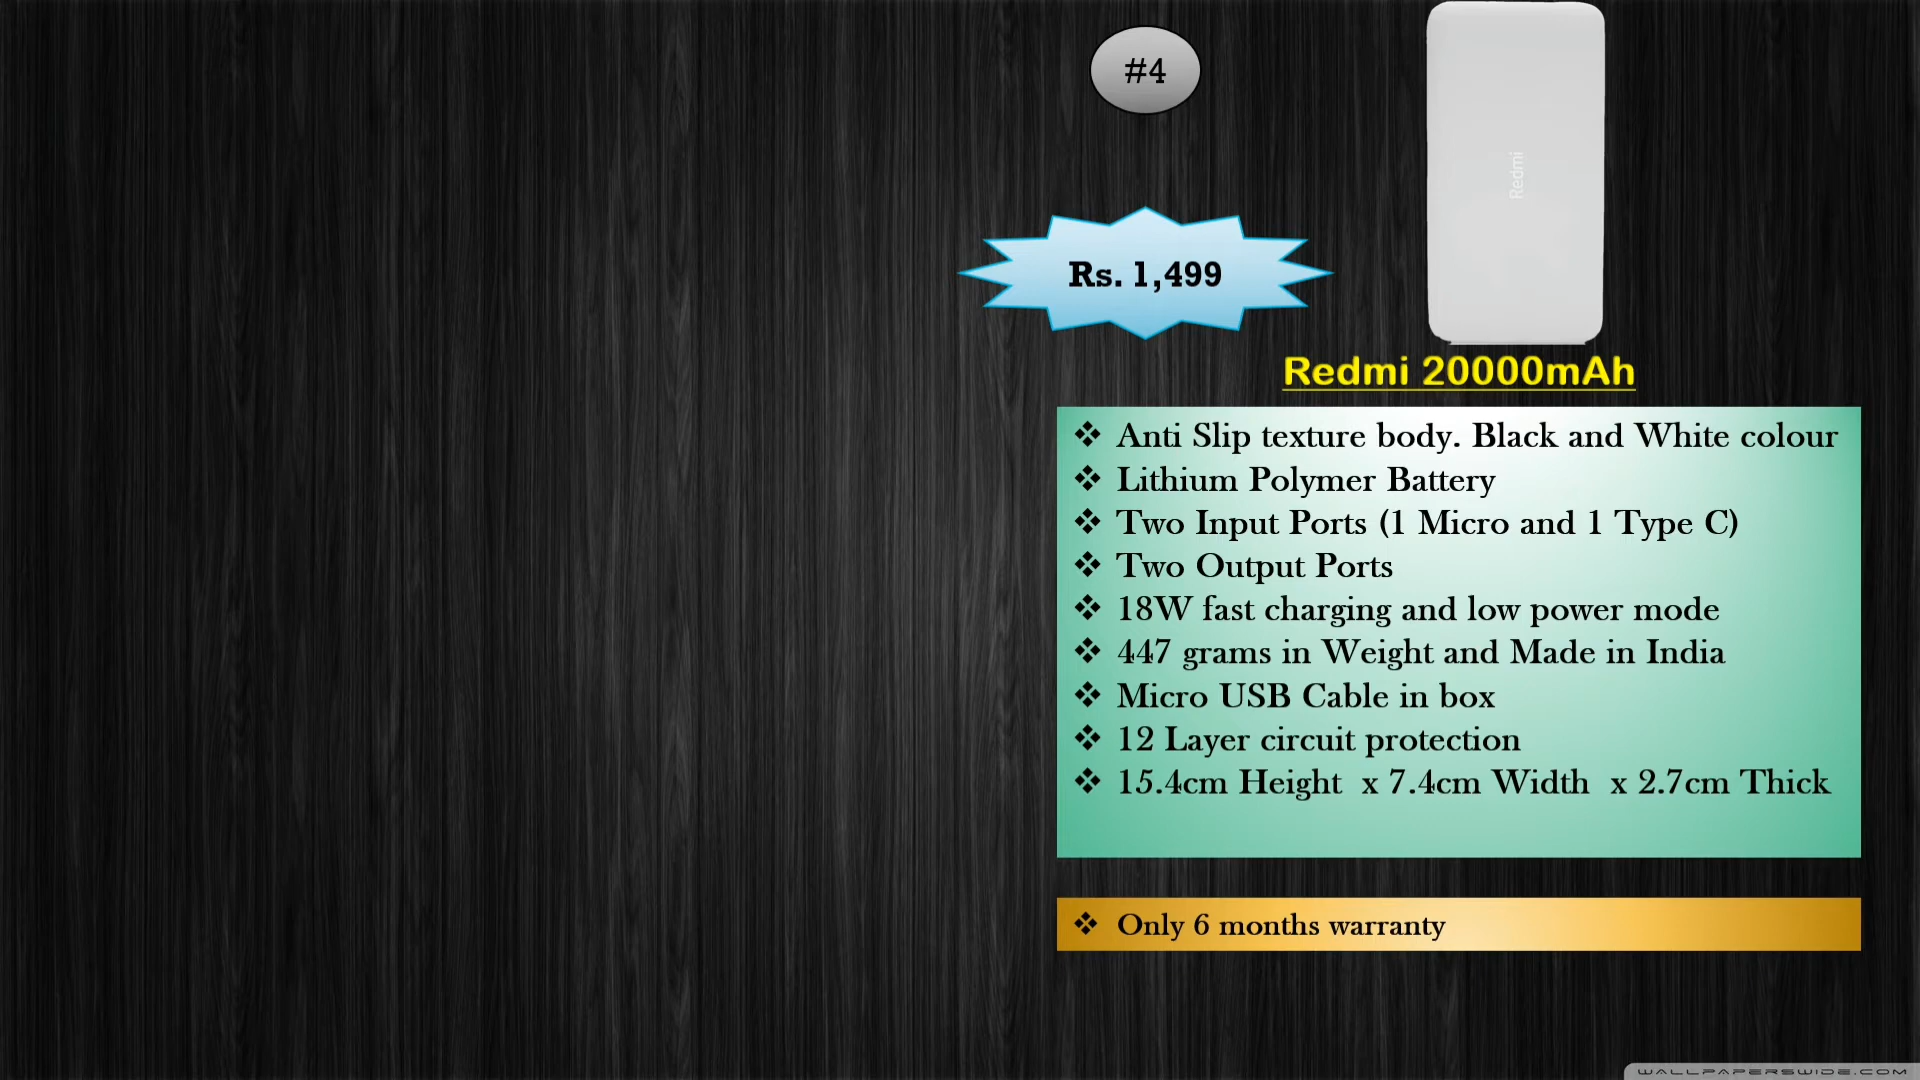 #4
Redmi
Rs. 1,499
Redmi 20000mAh
❖ Anti Slip texture body. Black and White colour
❖ Lithium Polymer Battery
❖ Two Input Ports (1 Micro and 1 Type C)
❖ Two Output Ports
❖ 18W fast charging and low power mode
❖ 447 grams in Weight and Made in India
❖ Micro USB Cable in box
❖ 12 Layer circuit protection
❖ 15.4cm Height x 7.4cm Width x 2.7cm Thick
❖ Only 6 months warranty
WALLPAPERSWIDE.COM